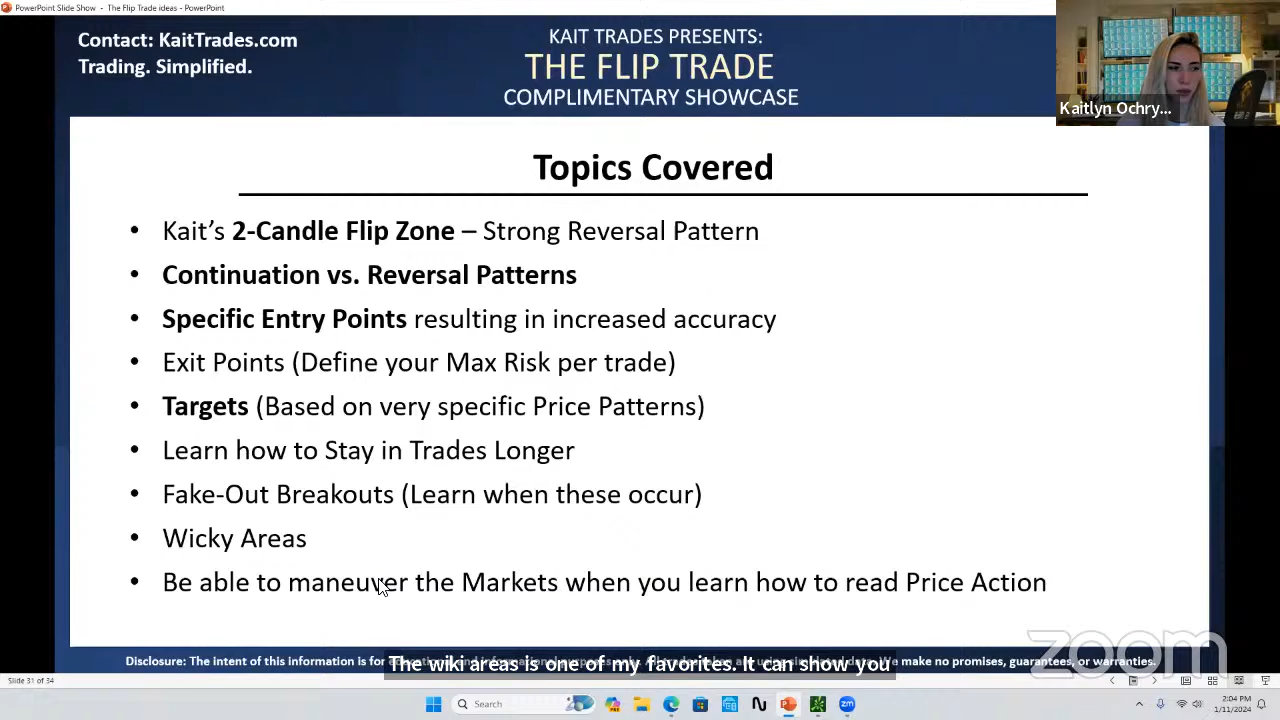 PowerPoint Slide Show - The Flip Trade ideas - PowerPoint
Contact: KaitTrades.com
Trading. Simplified.
KAIT TRADES PRESENTS:
THE FLIP TRADE
COMPLIMENTARY SHOWCASE
Kaitlyn Ochry...
Topics Covered
• Kait's 2-Candle Flip Zone – Strong Reversal Pattern
• Continuation vs. Reversal Patterns
• Specific Entry Points resulting in increased accuracy
• Exit Points (Define your Max Risk per trade)
• Targets (Based on very specific Price Patterns)
• Learn how to Stay in Trades Longer
• Fake-Out Breakouts (Learn when these occur)
• Wicky Areas
• Be able to maneuver the Markets when you learn how to read Price Action
zoom
Disclosure: The intent of this information is for We make no promises, guarantees, or warranties.
The wiki areas is one of my favorites. It can show you
Slide 31 of 34
Search
2:04 PM
1/11/2024